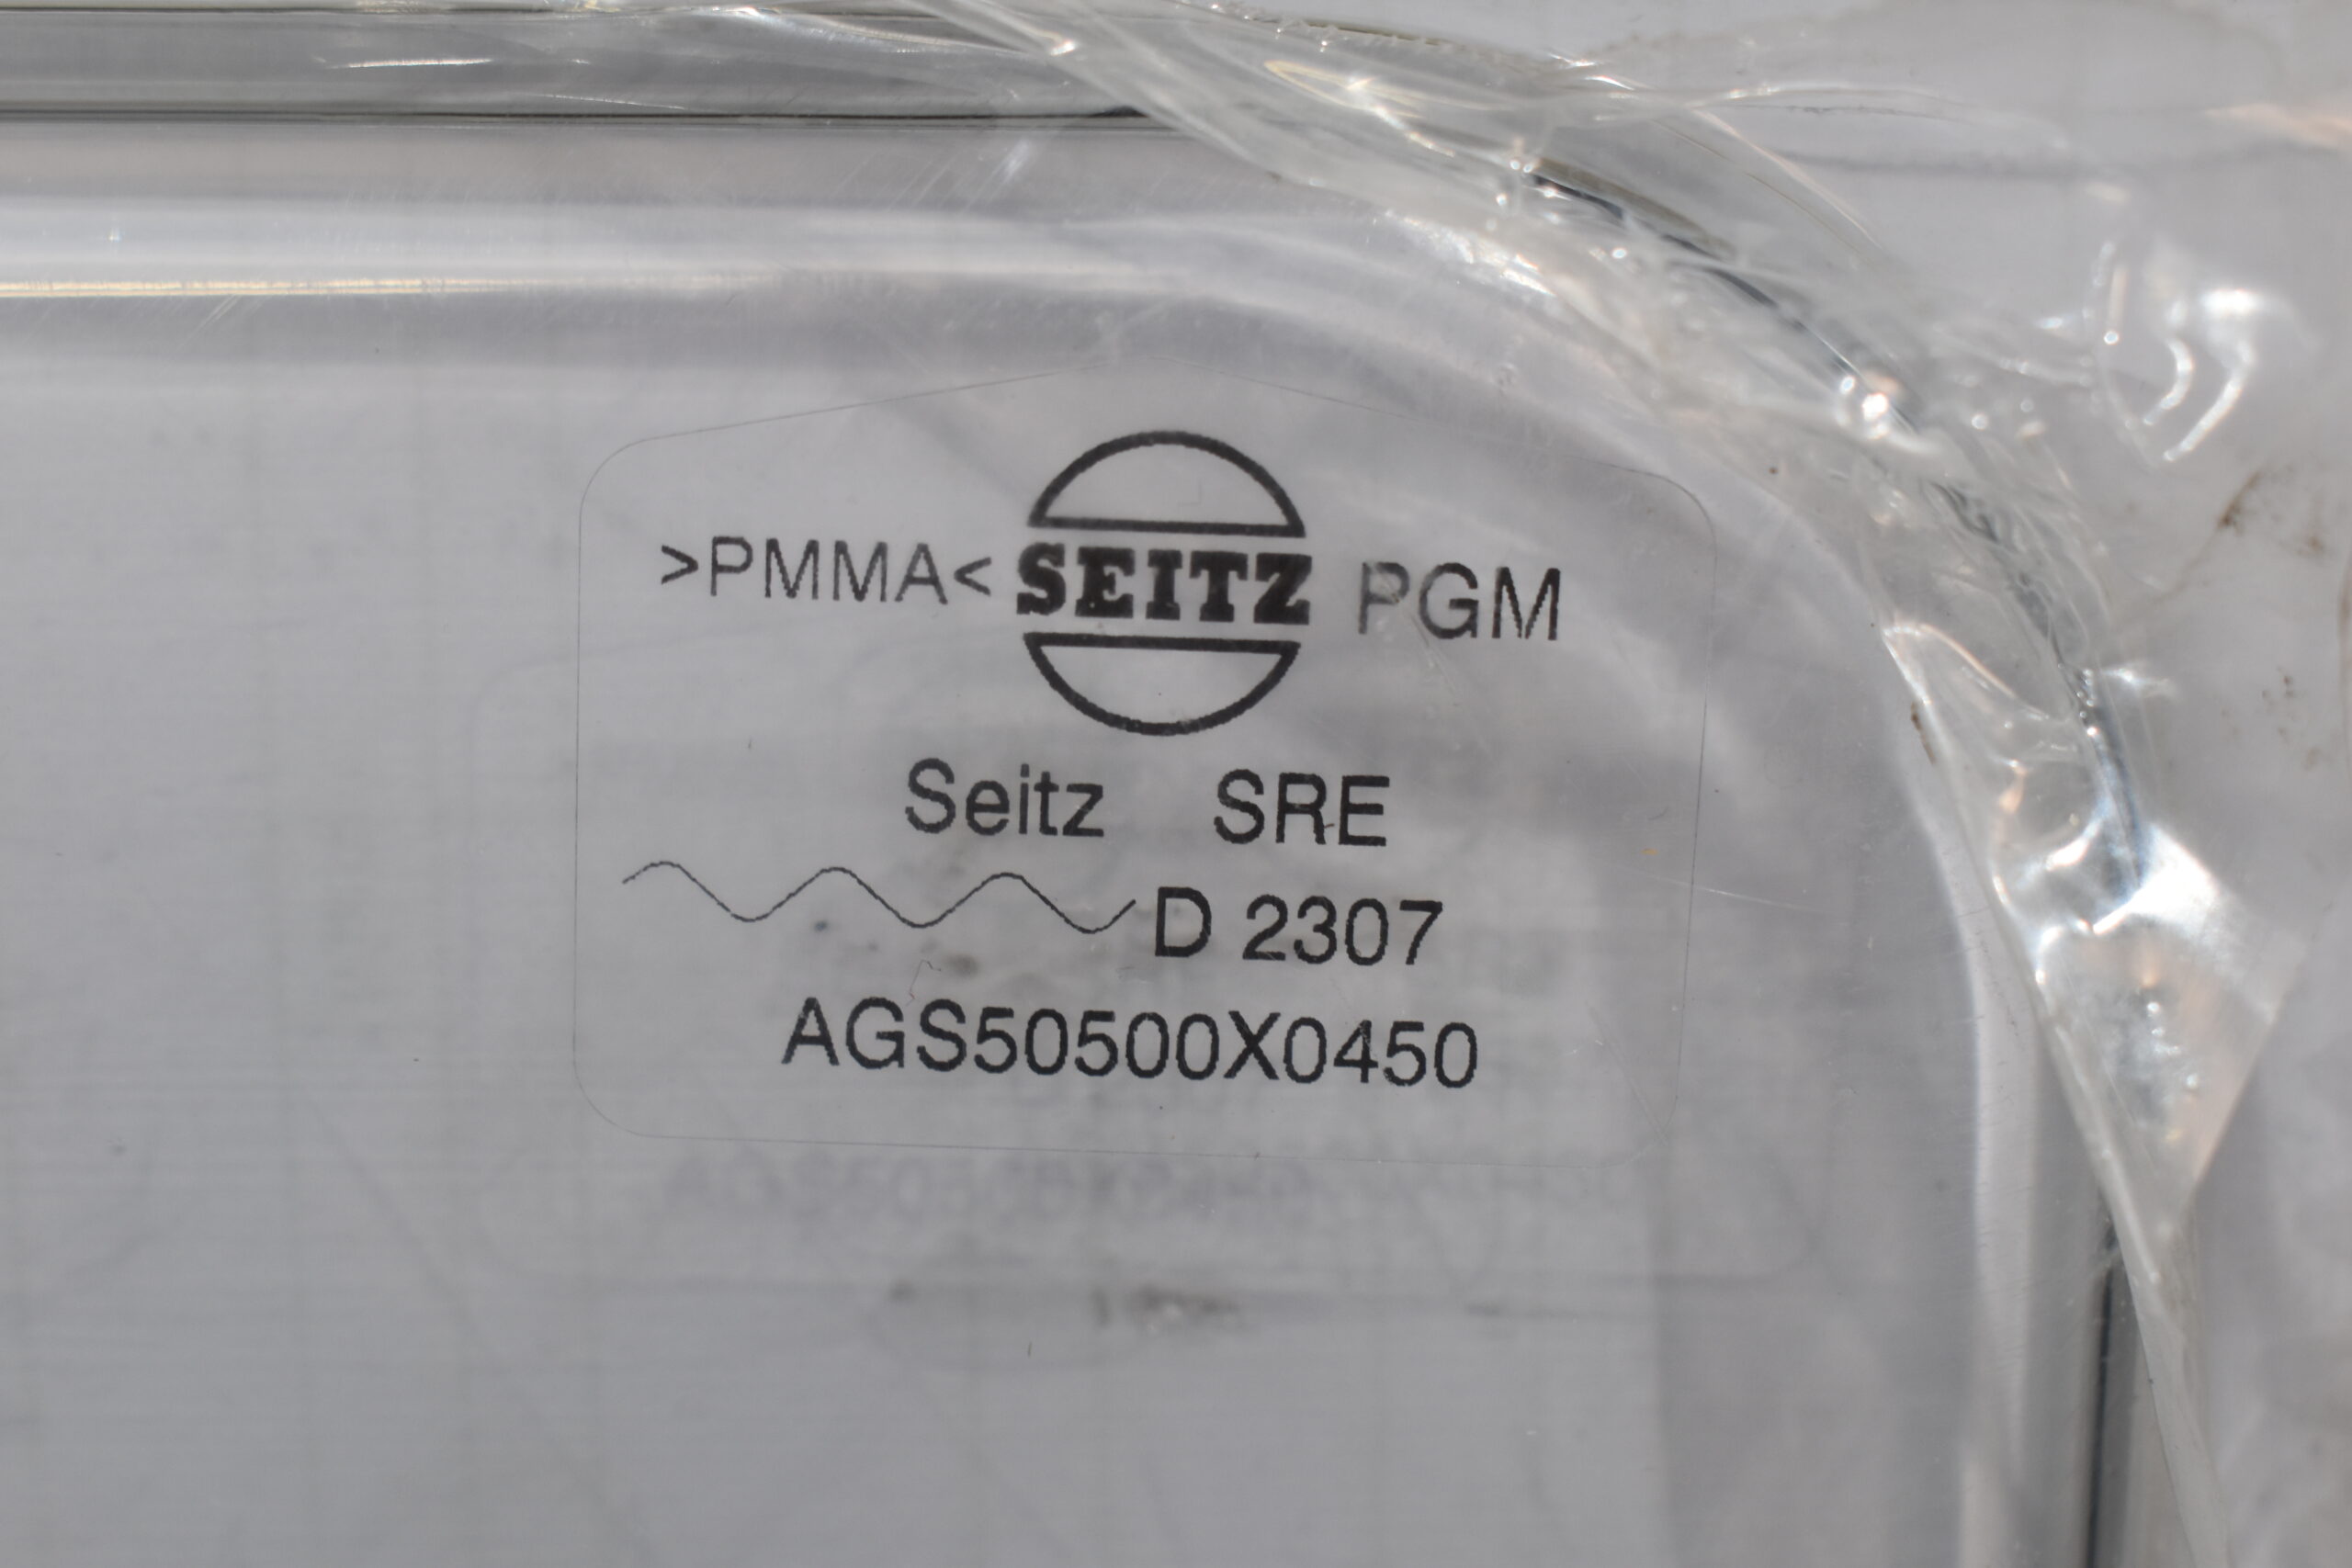 >PMMA< SEITZ PGM
Seitz SRE
D 2307
AGS50500X0450